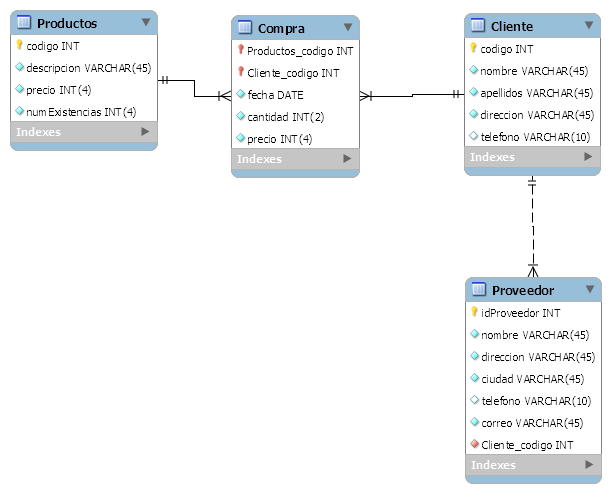 Productos
codigo INT
descripcion VARCHAR(45)
precio INT(4)
numExistencias INT(4)
Indexes
Compra
Productos_codigo INT
Cliente_codigo INT
fecha DATE
cantidad INT(2)
precio INT(4)
Indexes
Cliente
codigo INT
nombre VARCHAR(45)
apellidos VARCHAR(45)
direccion VARCHAR(45)
telefono VARCHAR(10)
Indexes
Proveedor
idProveedor INT
nombre VARCHAR(45)
direccion VARCHAR(45)
ciudad VARCHAR(45)
telefono VARCHAR(10)
correo VARCHAR(45)
Cliente_codigo INT
Indexes